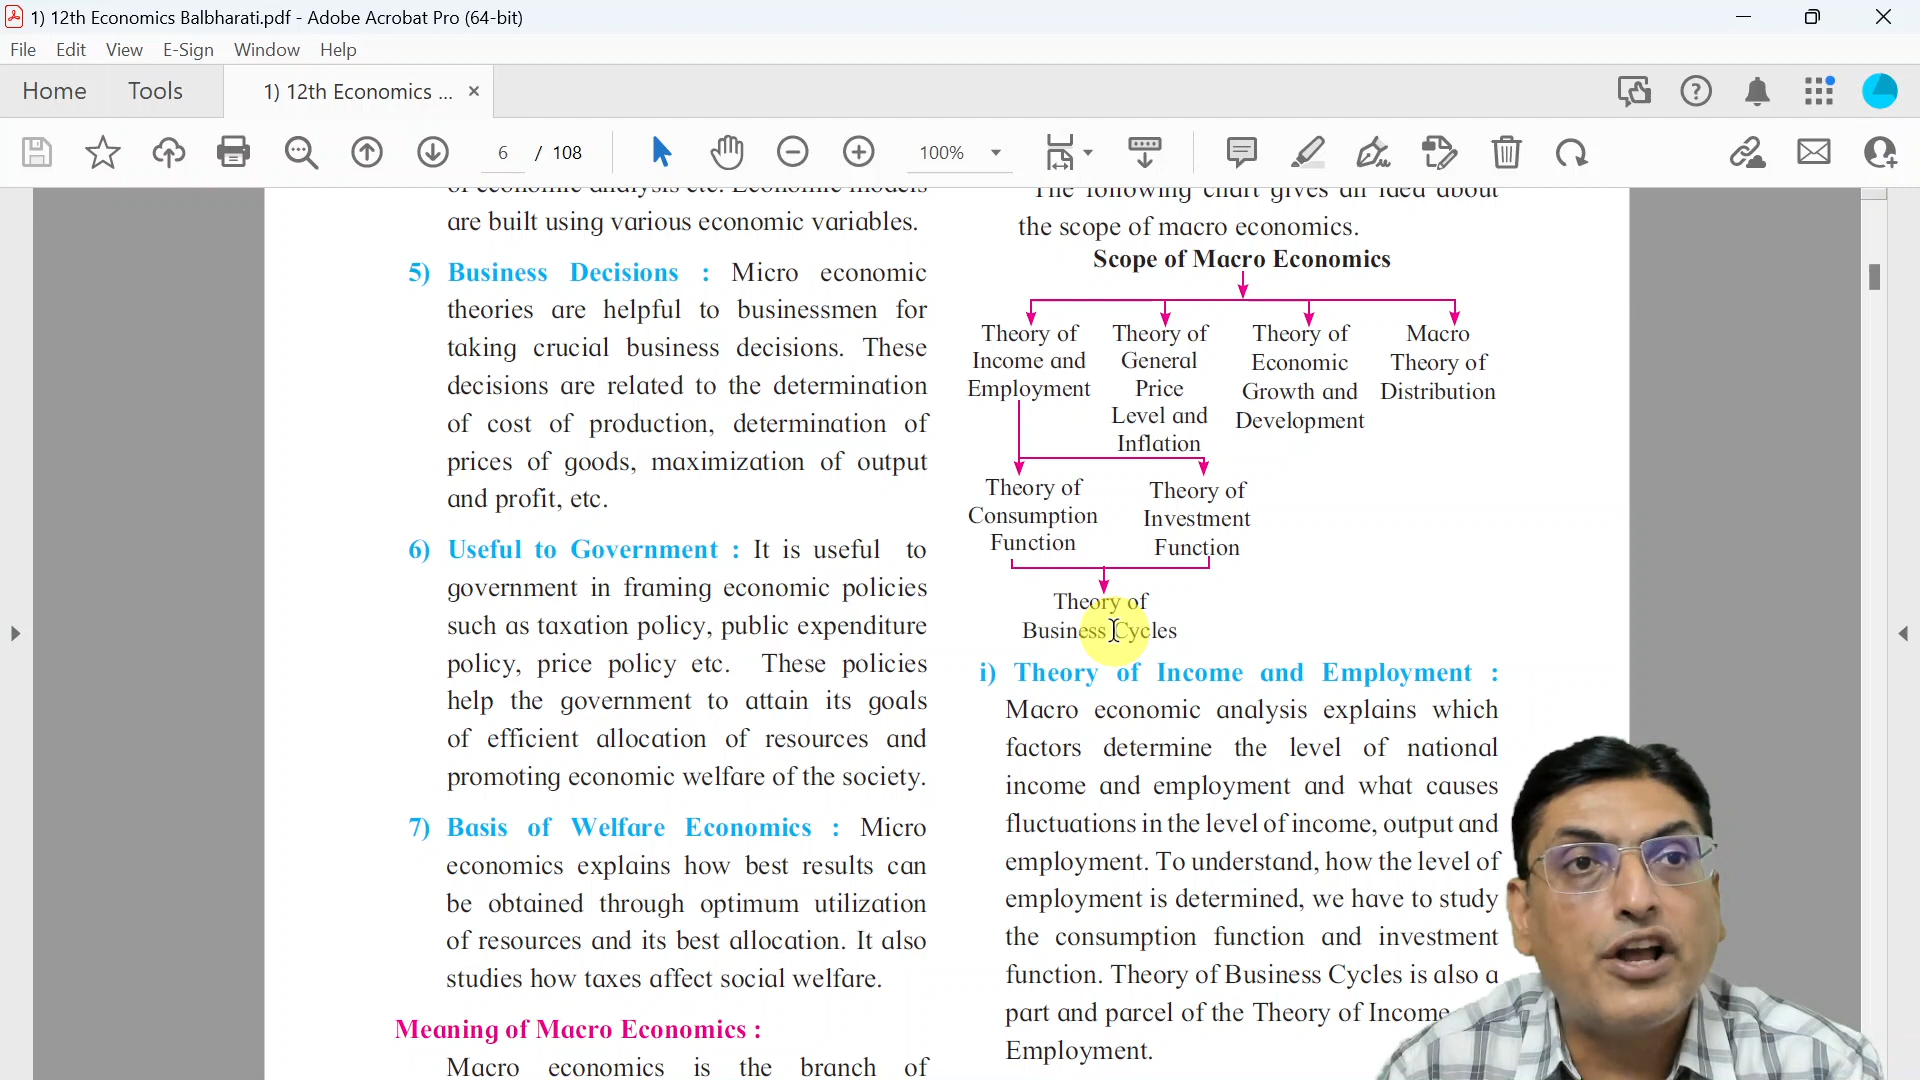 1) 12th Economics Balbharati.pdf - Adobe Acrobat Pro (64-bit)
File Edit View E-Sign Window Help
Home Tools 1) 12th Economics ... ×
6 / 108 100%
of economic analysis etc. Economic models
are built using various economic variables.
5) Business Decisions : Micro economic
theories are helpful to businessmen for
taking crucial business decisions. These
decisions are related to the determination
of cost of production, determination of
prices of goods, maximization of output
and profit, etc.
6) Useful to Government : It is useful to
government in framing economic policies
such as taxation policy, public expenditure
policy, price policy etc. These policies
help the government to attain its goals
of efficient allocation of resources and
promoting economic welfare of the society.
7) Basis of Welfare Economics : Micro
economics explains how best results can
be obtained through optimum utilization
of resources and its best allocation. It also
studies how taxes affect social welfare.
Meaning of Macro Economics :
Macro economics is the branch of
The following chart gives an idea about
the scope of macro economics.
Scope of Macro Economics
Theory of
Income and
Employment
Theory of
General
Price
Level and
Inflation
Theory of
Economic
Growth and
Development
Macro
Theory of
Distribution
Theory of
Consumption
Function
Theory of
Investment
Function
Theory of
Business Cycles
i) Theory of Income and Employment :
Macro economic analysis explains which
factors determine the level of national
income and employment and what causes
fluctuations in the level of income, output and
employment. To understand, how the level of
employment is determined, we have to study
the consumption function and investment
function. Theory of Business Cycles is also a
part and parcel of the Theory of Income
Employment.